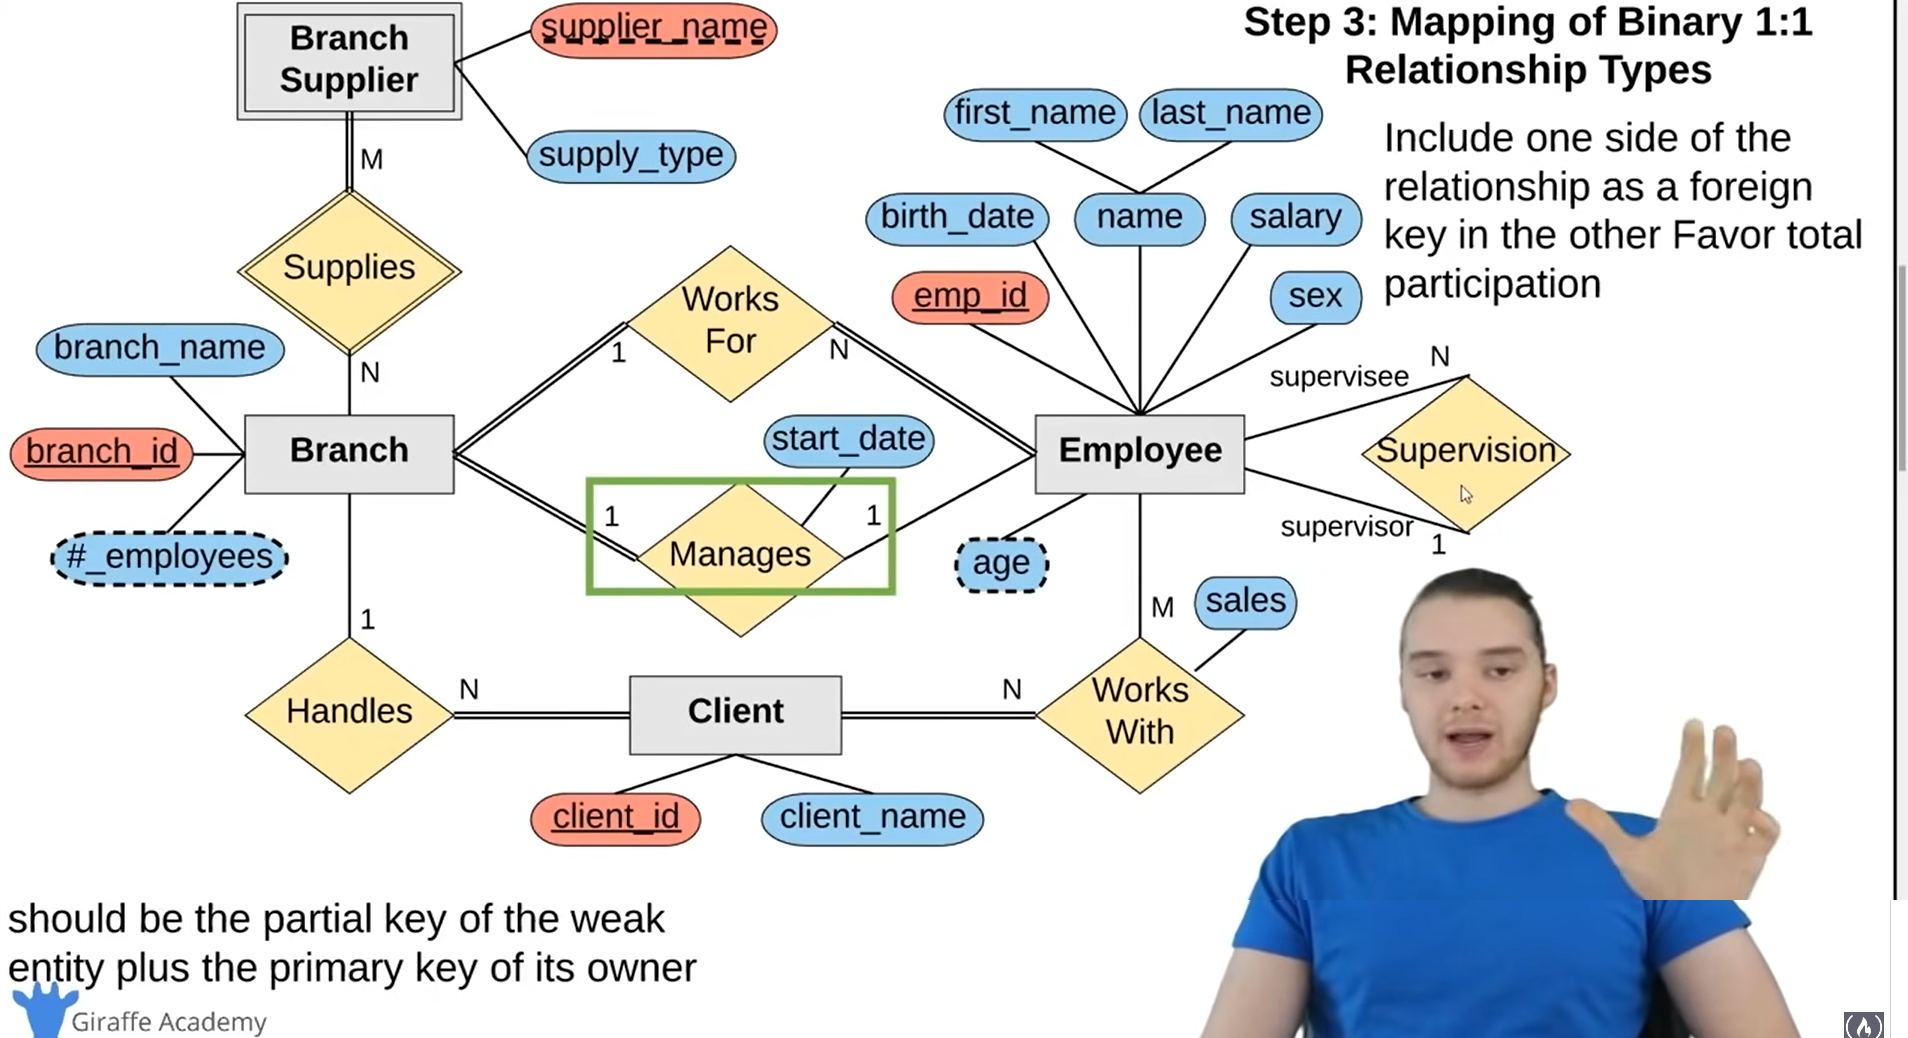 Step 3: Mapping of Binary 1:1
Relationship Types
Include one side of the
relationship as a foreign
key in the other Favor total
participation
Branch
Supplier
supplier_name
supply_type
M
Supplies
N
first_name
last_name
birth_date
name
salary
emp_id
sex
Works
For
1
N
branch_name
branch_id
#_employees
Branch
start_date
1
1
Manages
Employee
age
supervisee
N
Supervision
supervisor
1
M
sales
1
Handles
N
Client
N
Works
With
client_id
client_name
should be the partial key of the weak
entity plus the primary key of its owner
Giraffe Academy